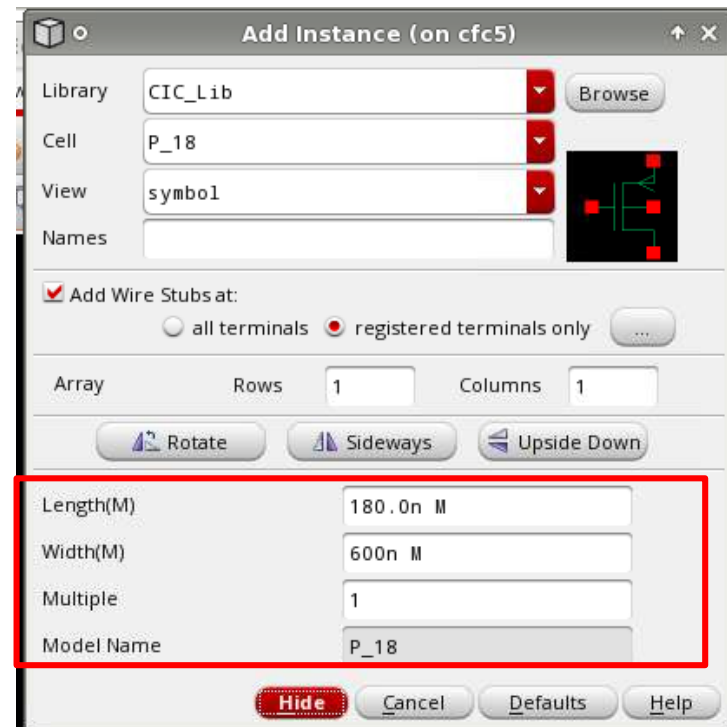 Add Instance (on cfc5)
Library CIC_Lib Browse
Cell P_18
View symbol
Names
Add Wire Stubs at:
all terminals registered terminals only ...
Array Rows 1 Columns 1
Rotate Sideways Upside Down
Length(M) 180.0n M
Width(M) 600n M
Multiple 1
Model Name P_18
Hide Cancel Defaults Help